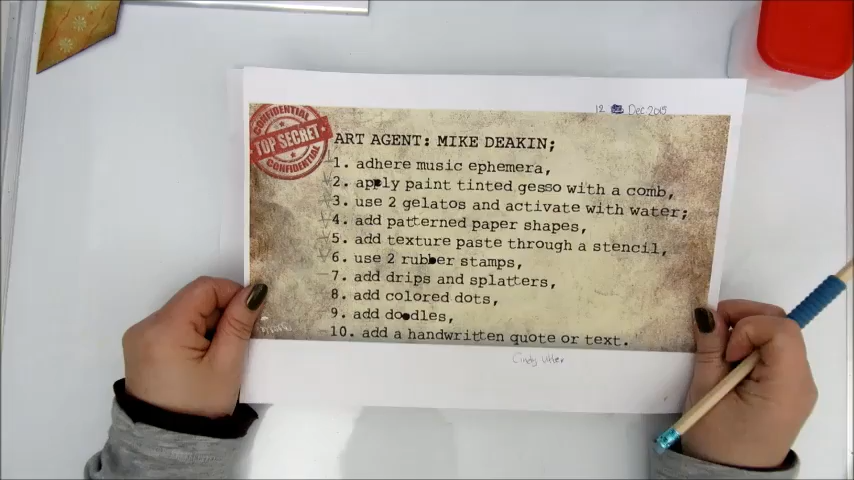 12 Dec 2015
CONFIDENTIAL
TOP SECRET
CONFIDENTIAL
ART AGENT: MIKE DEAKIN;
1. adhere music ephemera,
2. apply paint tinted gesso with a comb,
3. use 2 gelatos and activate with water;
4. add patterned paper shapes,
5. add texture paste through a stencil,
6. use 2 rubber stamps,
7. add drips and splatters,
8. add colored dots,
9. add doodles,
10. add a handwritten quote or text.
Cindy Utter